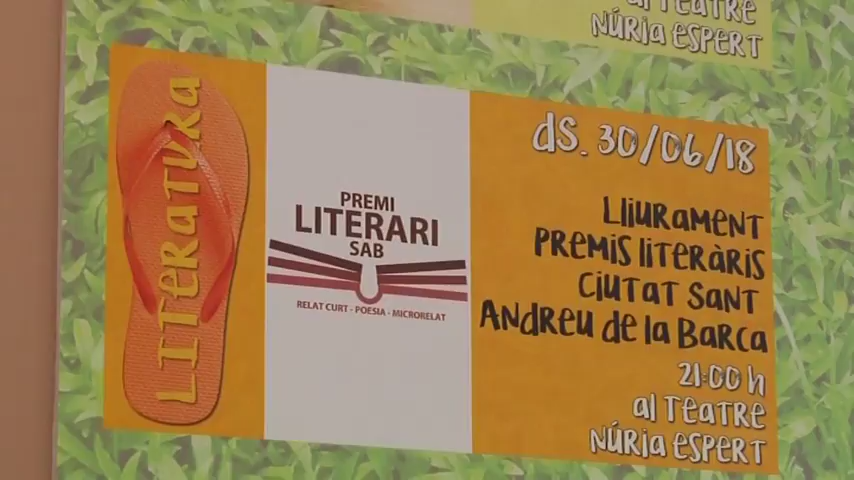 al TEATRE
NÚRIA ESPERT
LITERATURA
PREMI
LITERARI
SAB
RELAT CURT - POESIA - MICRORELAT
ds. 30/06/18
Lliurament
premis literàris
ciutat Sant
Andreu de la Barca
21:00 h
al TEATRE
NÚRIA ESPERT